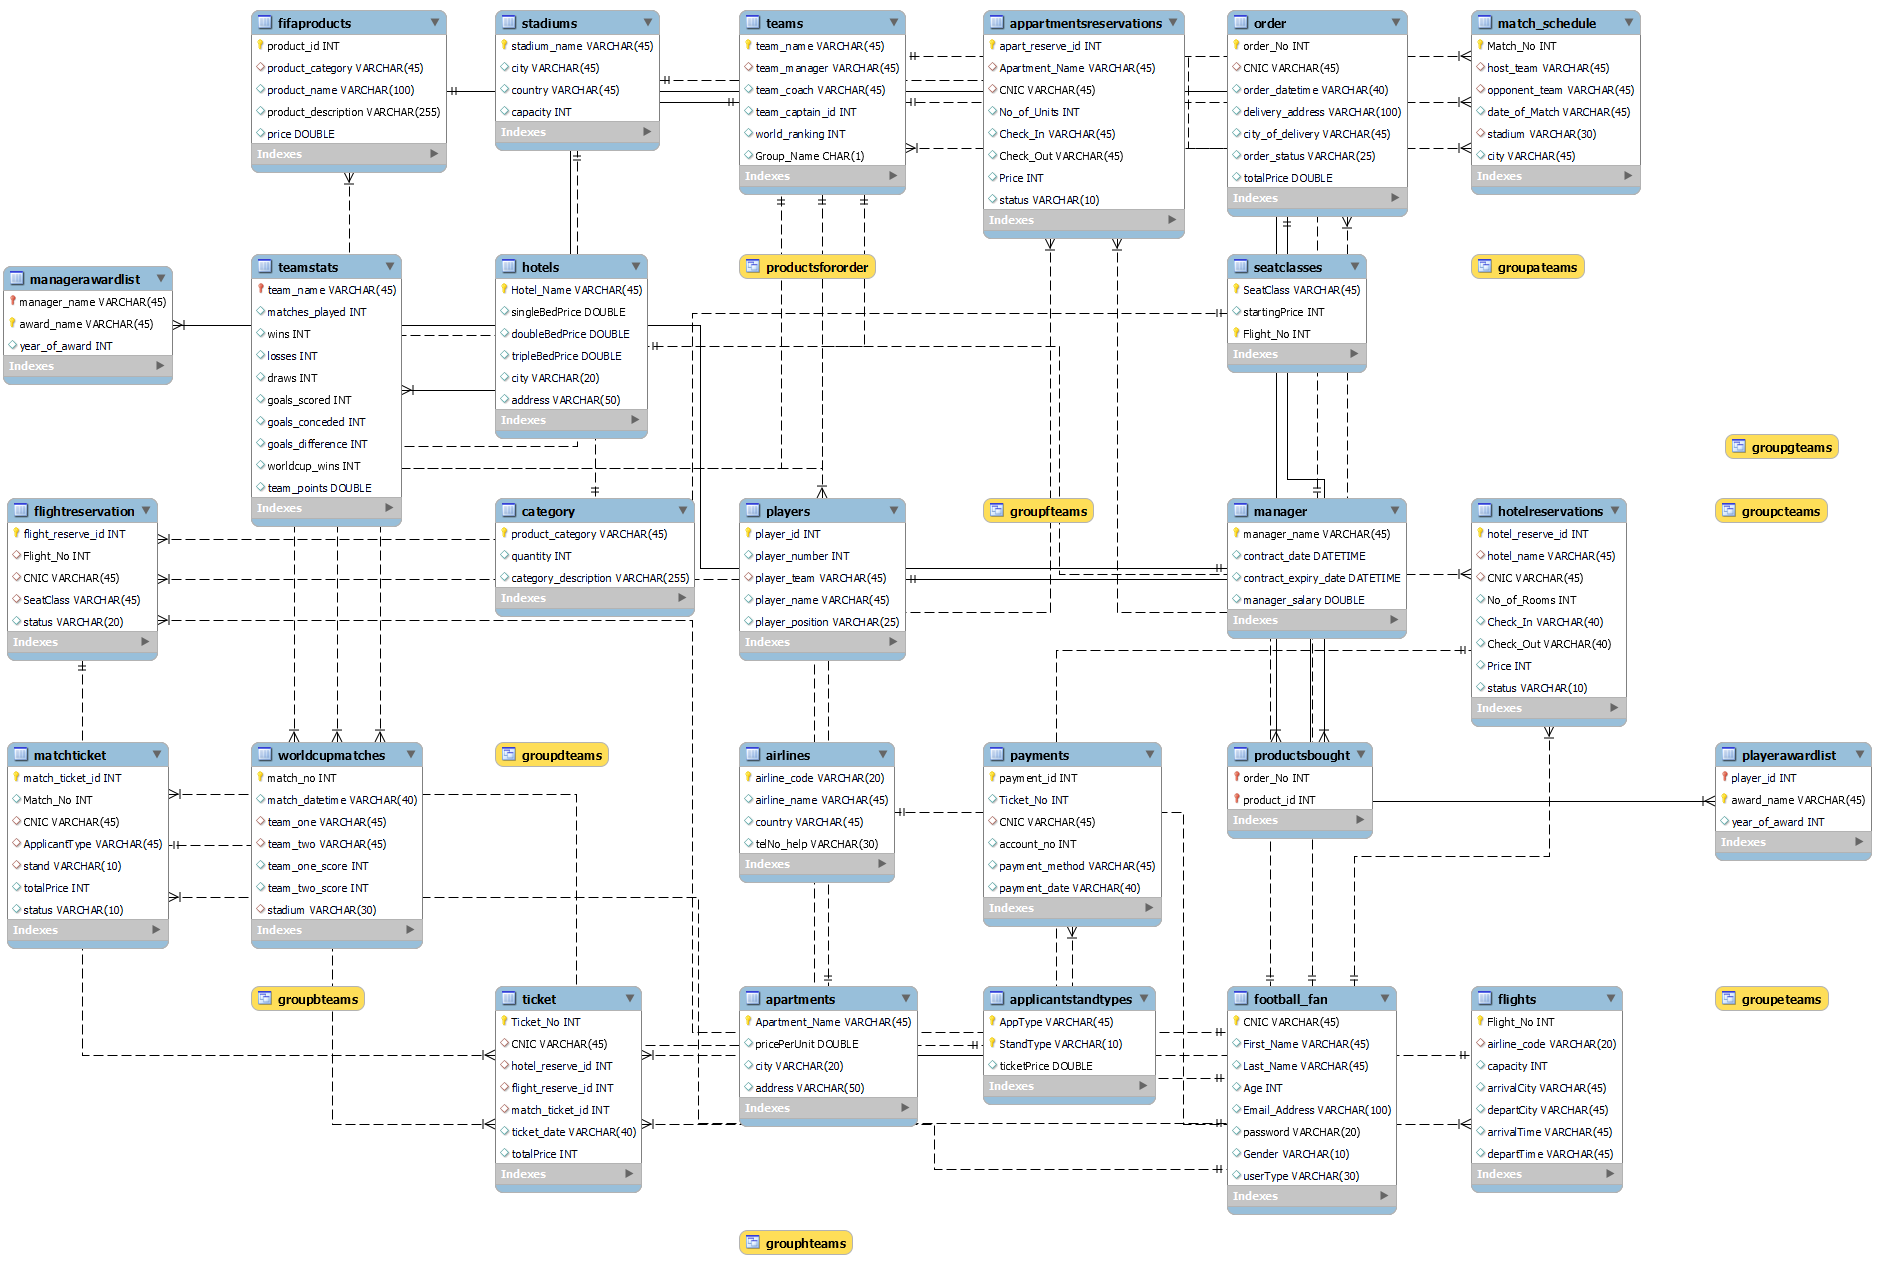 fifaproducts
product_id INT
product_category VARCHAR(45)
product_name VARCHAR(100)
product_description VARCHAR(255)
price DOUBLE
Indexes
stadiums
stadium_name VARCHAR(45)
city VARCHAR(45)
country VARCHAR(45)
capacity INT
Indexes
teams
team_name VARCHAR(45)
team_manager VARCHAR(45)
team_coach VARCHAR(45)
team_captain_id INT
world_ranking INT
Group_Name CHAR(1)
Indexes
appartmentsreservations
apart_reserve_id INT
Apartment_Name VARCHAR(45)
CNIC VARCHAR(45)
No_of_Units INT
Check_In VARCHAR(45)
Check_Out VARCHAR(45)
Price INT
status VARCHAR(10)
Indexes
order
order_No INT
CNIC VARCHAR(45)
order_datetime VARCHAR(40)
delivery_address VARCHAR(100)
city_of_delivery VARCHAR(45)
order_status VARCHAR(25)
totalPrice DOUBLE
Indexes
match_schedule
Match_No INT
host_team VARCHAR(45)
opponent_team VARCHAR(45)
date_of_Match VARCHAR(45)
stadium VARCHAR(30)
city VARCHAR(45)
Indexes
managerawardlist
manager_name VARCHAR(45)
award_name VARCHAR(45)
year_of_award INT
Indexes
teamstats
team_name VARCHAR(45)
matches_played INT
wins INT
losses INT
draws INT
goals_scored INT
goals_conceded INT
goals_difference INT
worldcup_wins INT
team_points DOUBLE
Indexes
hotels
Hotel_Name VARCHAR(45)
singleBedPrice DOUBLE
doubleBedPrice DOUBLE
tripleBedPrice DOUBLE
city VARCHAR(20)
address VARCHAR(50)
Indexes
productsfororder
seatclasses
SeatClass VARCHAR(45)
startingPrice INT
Flight_No INT
Indexes
groupateams
groupgteams
flightreservation
flight_reserve_id INT
Flight_No INT
CNIC VARCHAR(45)
SeatClass VARCHAR(45)
status VARCHAR(20)
Indexes
category
product_category VARCHAR(45)
quantity INT
category_description VARCHAR(255)
Indexes
players
player_id INT
player_number INT
player_team VARCHAR(45)
player_name VARCHAR(45)
player_position VARCHAR(25)
Indexes
groupfteams
manager
manager_name VARCHAR(45)
contract_date DATETIME
contract_expiry_date DATETIME
manager_salary DOUBLE
Indexes
hotelreservations
hotel_reserve_id INT
hotel_name VARCHAR(45)
CNIC VARCHAR(45)
No_of_Rooms INT
Check_In VARCHAR(40)
Check_Out VARCHAR(40)
Price INT
status VARCHAR(10)
Indexes
groupcteams
matchticket
match_ticket_id INT
Match_No INT
CNIC VARCHAR(45)
ApplicantType VARCHAR(45)
stand VARCHAR(10)
totalPrice INT
status VARCHAR(10)
Indexes
worldcupmatches
match_no INT
match_datetime VARCHAR(40)
team_one VARCHAR(45)
team_two VARCHAR(45)
team_one_score INT
team_two_score INT
stadium VARCHAR(30)
Indexes
groupdteams
airlines
airline_code VARCHAR(20)
airline_name VARCHAR(45)
country VARCHAR(45)
telNo_help VARCHAR(30)
Indexes
payments
payment_id INT
Ticket_No INT
CNIC VARCHAR(45)
account_no INT
payment_method VARCHAR(45)
payment_date VARCHAR(40)
Indexes
productsbought
order_No INT
product_id INT
Indexes
playerawardlist
player_id INT
award_name VARCHAR(45)
year_of_award INT
Indexes
groupbteams
ticket
Ticket_No INT
CNIC VARCHAR(45)
hotel_reserve_id INT
flight_reserve_id INT
match_ticket_id INT
ticket_date VARCHAR(40)
totalPrice INT
Indexes
apartments
Apartment_Name VARCHAR(45)
pricePerUnit DOUBLE
city VARCHAR(20)
address VARCHAR(50)
Indexes
applicantstandtypes
AppType VARCHAR(45)
StandType VARCHAR(10)
ticketPrice DOUBLE
Indexes
football_fan
CNIC VARCHAR(45)
First_Name VARCHAR(45)
Last_Name VARCHAR(45)
Age INT
Email_Address VARCHAR(100)
password VARCHAR(20)
Gender VARCHAR(10)
userType VARCHAR(30)
Indexes
flights
Flight_No INT
airline_code VARCHAR(20)
capacity INT
arrivalCity VARCHAR(45)
departCity VARCHAR(45)
arrivalTime VARCHAR(45)
departTime VARCHAR(45)
Indexes
groupeteams
grouphteams